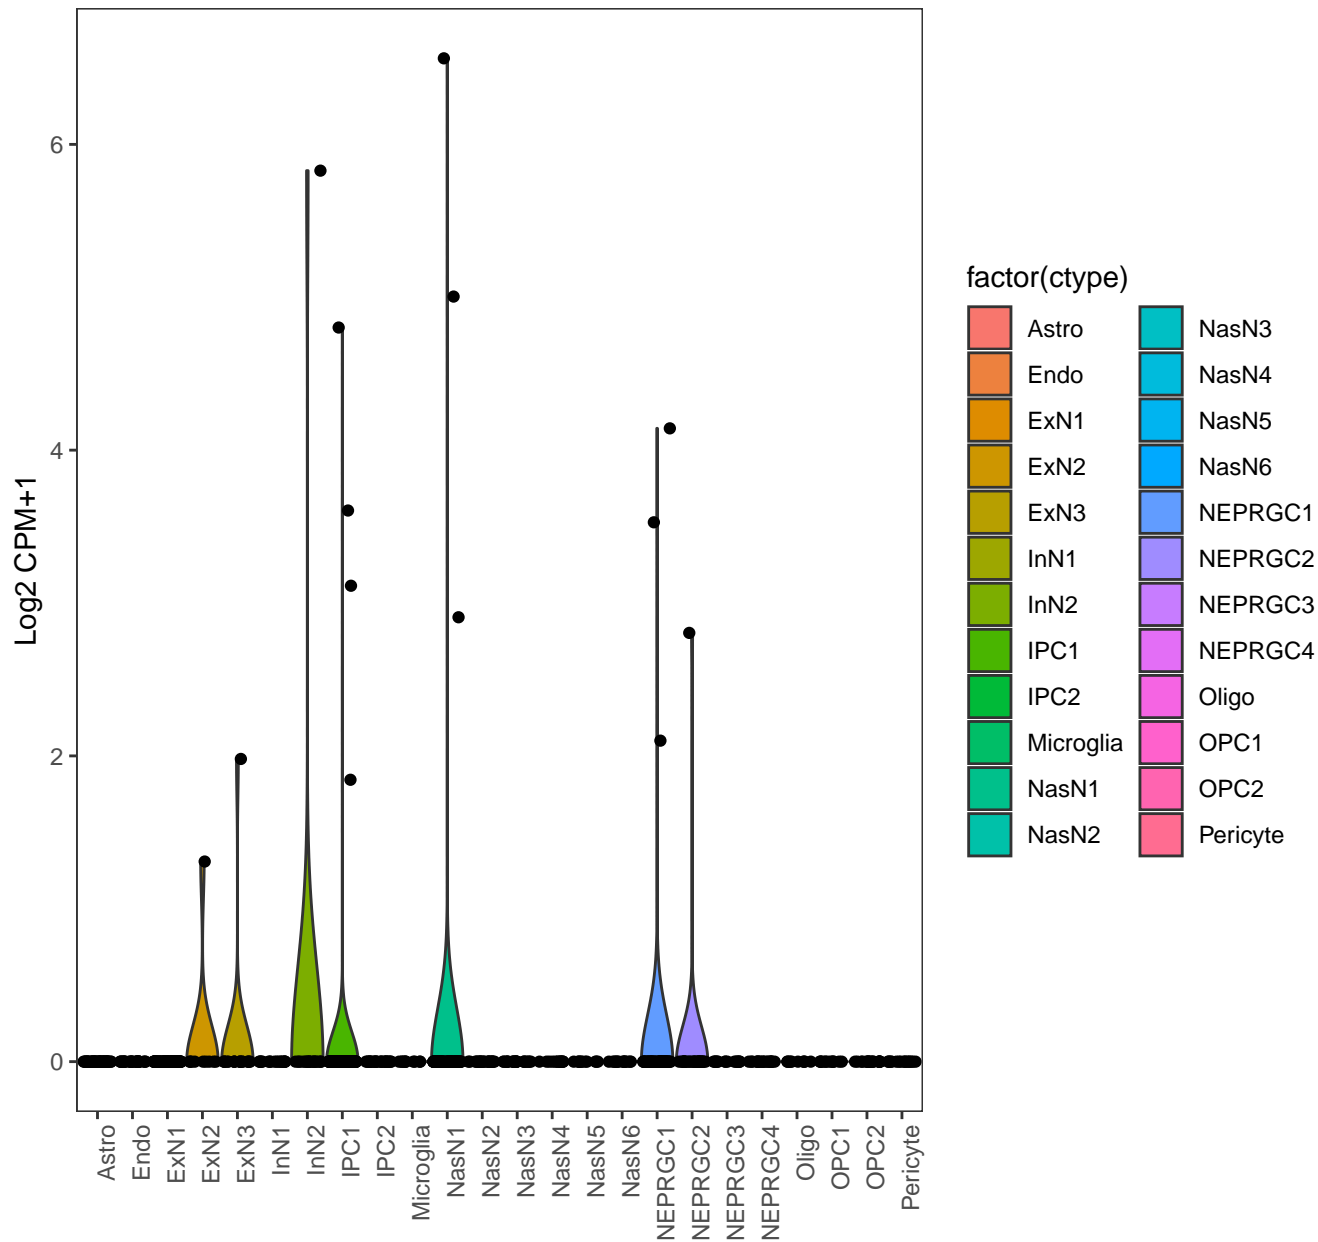 6
4
2
0
Log2 CPM+1
Astro
Endo
ExN1
ExN2
ExN3
InN1
InN2
IPC1
IPC2
Microglia
NasN1
NasN2
NasN3
NasN4
NasN5
NasN6
NEPRGC1
NEPRGC2
NEPRGC3
NEPRGC4
Oligo
OPC1
OPC2
Pericyte
factor(ctype)
Astro
Endo
ExN1
ExN2
ExN3
InN1
InN2
IPC1
IPC2
Microglia
NasN1
NasN2
NasN3
NasN4
NasN5
NasN6
NEPRGC1
NEPRGC2
NEPRGC3
NEPRGC4
Oligo
OPC1
OPC2
Pericyte